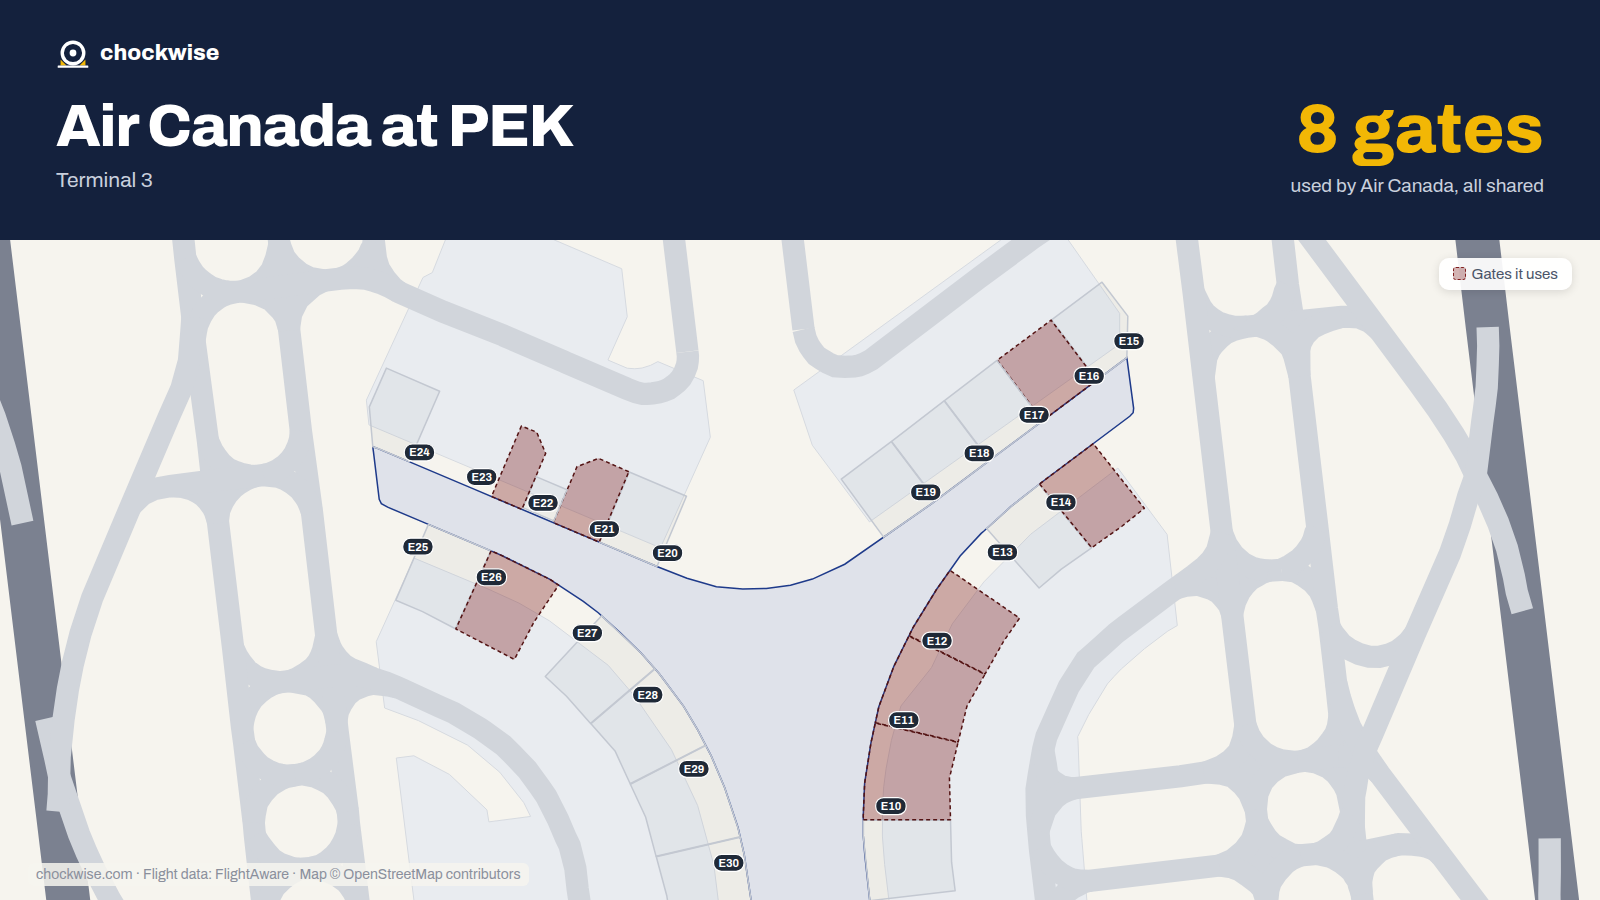 chockwise
Air Canada at PEK
Terminal 3
8 gates
used by Air Canada, all shared
Gates it uses
E15
E16
E17
E18
E19
E24
E23
E22
E21
E20
E14
E13
E25
E26
E27
E12
E28
E11
E29
E10
E30
chockwise.com · Flight data: FlightAware · Map © OpenStreetMap contributors